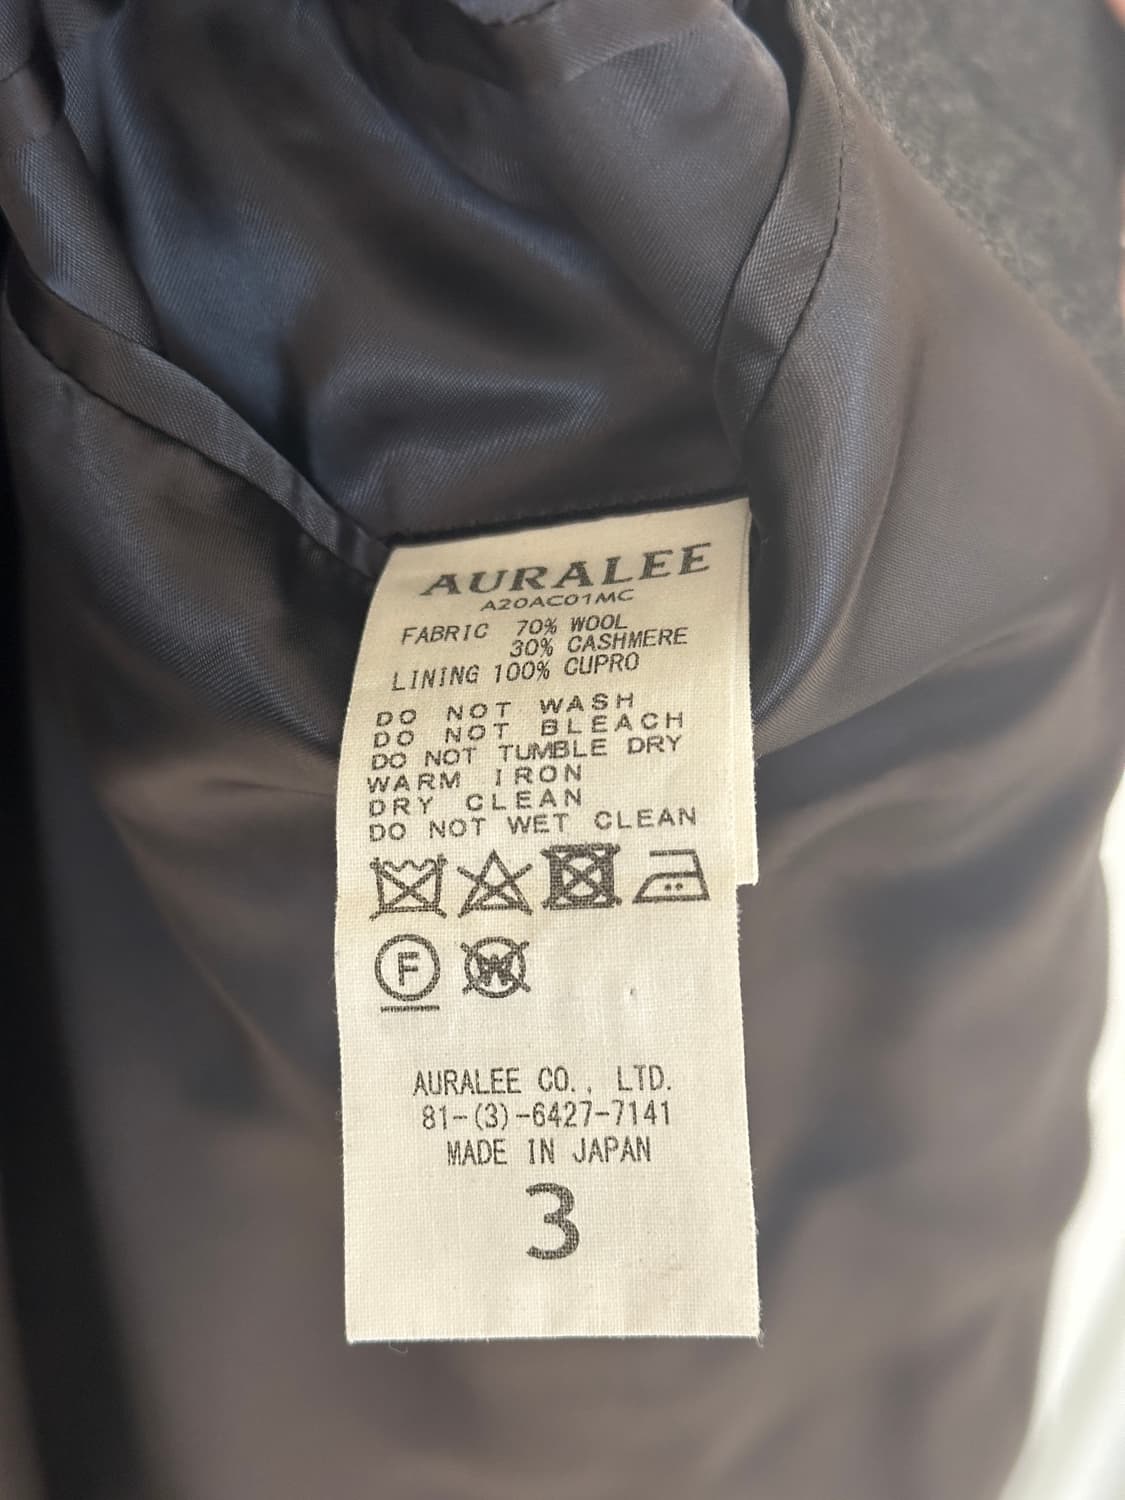 AURALEE
A20AC01MC
FABRIC 70% WOOL
30% CASHMERE
LINING 100% CUPRO
DO NOT WASH
DO NOT BLEACH
DO NOT TUMBLE DRY
WARM IRON
DRY CLEAN
DO NOT WET CLEAN
F W
AURALEE CO., LTD.
81-(3)-6427-7141
MADE IN JAPAN
3